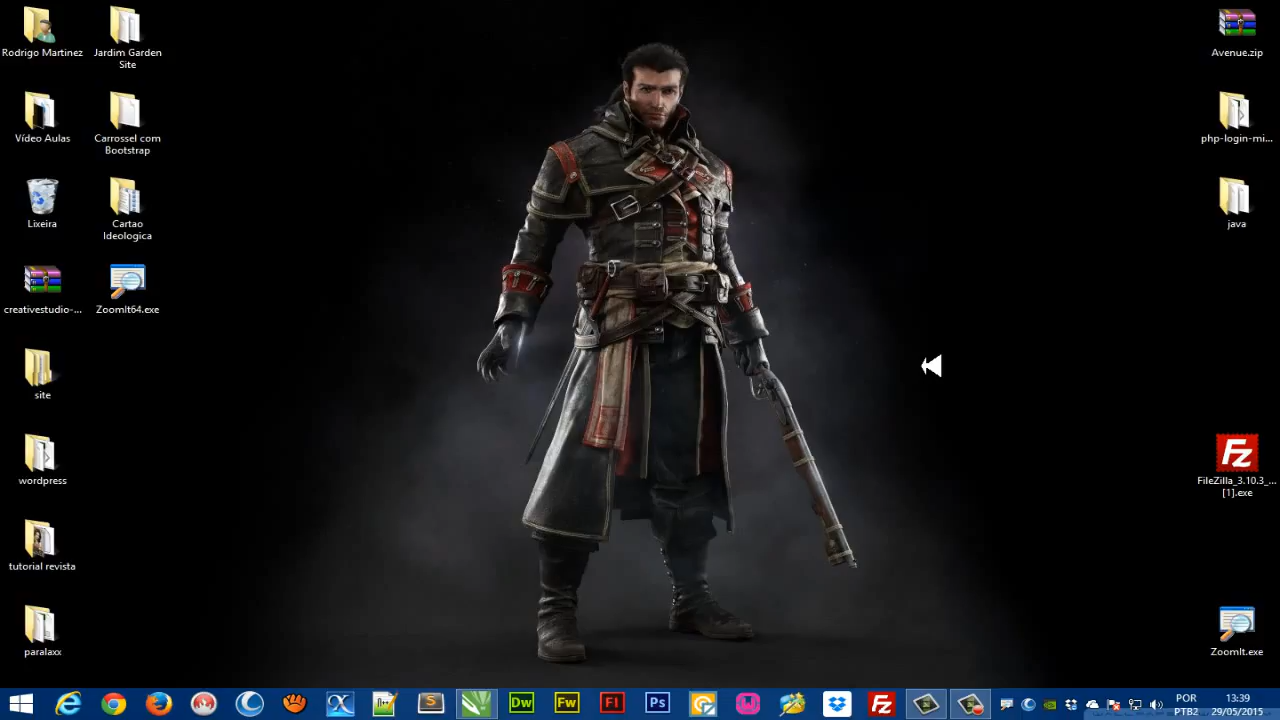 Rodrigo Martinez
Jardim Garden
Site
Vídeo Aulas
Carrossel com
Bootstrap
Lixeira
Cartao
Ideologica
creativestudio-...
ZoomIt64.exe
site
wordpress
tutorial revista
paralaxx
Avenue.zip
php-login-mi...
java
Fz
FileZilla_3.10.3_...
[1].exe
ZoomIt.exe
Dw
Fw
Fl
Ps
Fz
POR
PTB2
13:39
29/05/2015